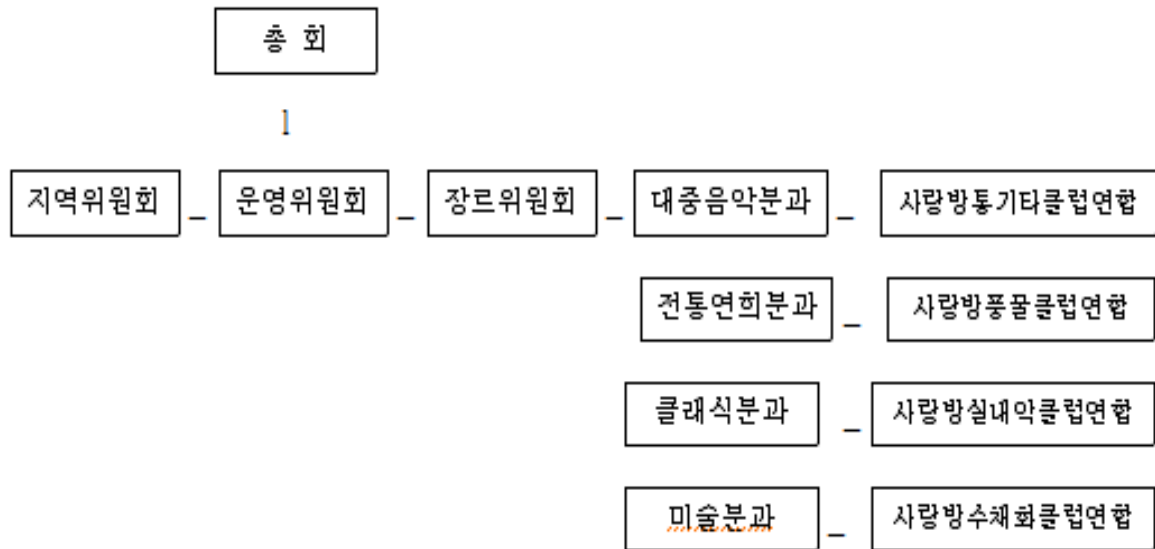 총 회
l
지역위원회 – 운영위원회 – 장르위원회 – 대중음악분과 – 사랑방통기타클럽연합
전통연희분과 – 사랑방풍물클럽연합
클래식분과 – 사랑방실내악클럽연합
미술분과 – 사랑방수채화클럽연합